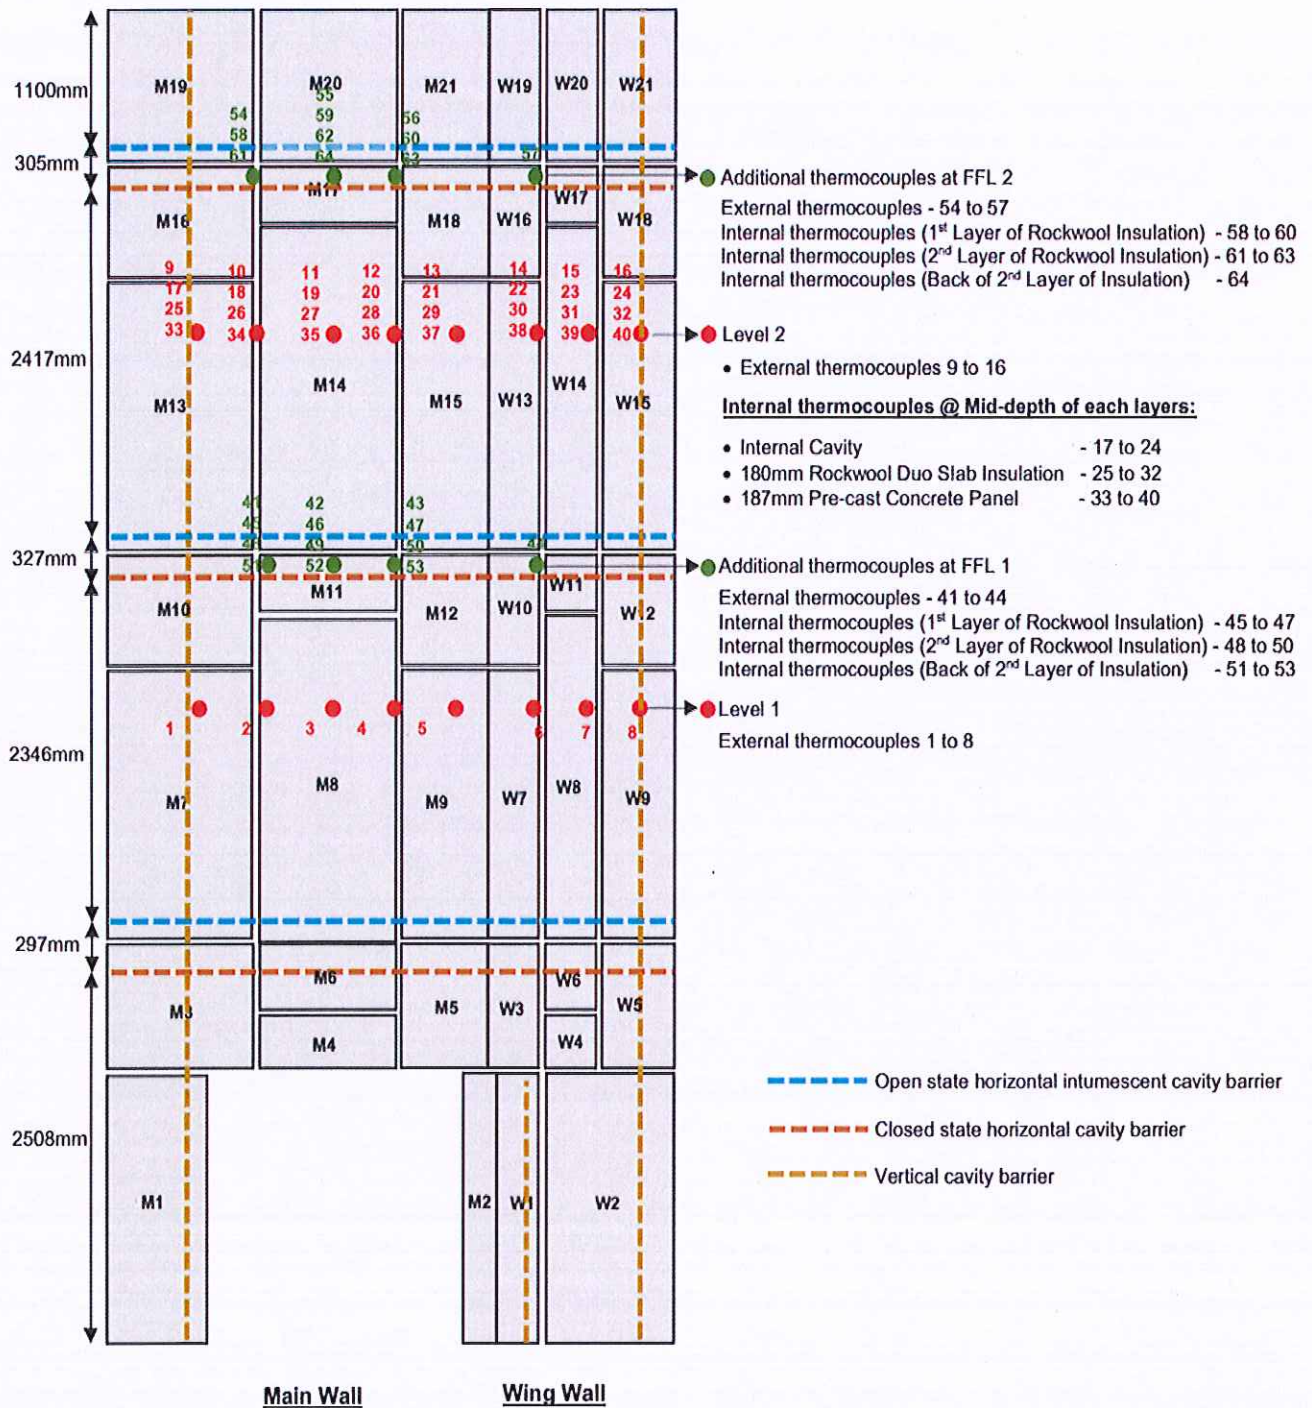 M19
M20
M21
W19
W20
W21
1100mm
55
54
59
56
58
62
60
61
64
63
57
305mm
Additional thermocouples at FFL 2
M17
W17
M16
M18
W16
W18
External thermocouples - 54 to 57
Internal thermocouples (1st Layer of Rockwool Insulation) - 58 to 60
Internal thermocouples (2nd Layer of Rockwool Insulation) - 61 to 63
Internal thermocouples (Back of 2nd Layer of Insulation) - 64
9 10 11 12 13 14 15 16
17 18 19 20 21 22 23 24
25 26 27 28 29 30 31 32
33 34 35 36 37 38 39 40
Level 2
2417mm
• External thermocouples 9 to 16
M13
M14
M15
W13
W14
W15
Internal thermocouples @ Mid-depth of each layers:
• Internal Cavity - 17 to 24
• 180mm Rockwool Duo Slab Insulation - 25 to 32
• 187mm Pre-cast Concrete Panel - 33 to 40
41 42 43
45 46 47
48 49 50 44
51 52 53
327mm
Additional thermocouples at FFL 1
M10
M11
M12
W10
W11
W12
External thermocouples - 41 to 44
Internal thermocouples (1st Layer of Rockwool Insulation) - 45 to 47
Internal thermocouples (2nd Layer of Rockwool Insulation) - 48 to 50
Internal thermocouples (Back of 2nd Layer of Insulation) - 51 to 53
Level 1
1 2 3 4 5 6 7 8
External thermocouples 1 to 8
2346mm
M7
M8
M9
W7
W8
W9
297mm
M3
M6
M5
W3
W6
W5
M4
W4
Open state horizontal intumescent cavity barrier
2508mm
Closed state horizontal cavity barrier
Vertical cavity barrier
M1
M2
W1
W2
Main Wall
Wing Wall